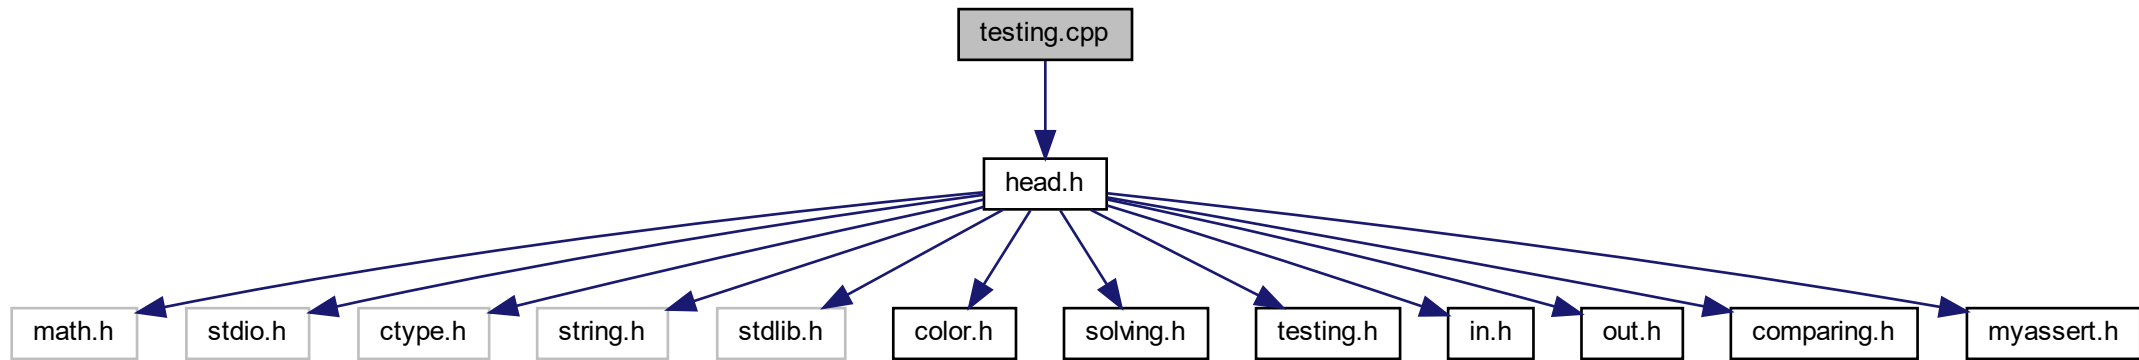 testing.cpp
head.h
math.h
stdio.h
ctype.h
string.h
stdlib.h
color.h
solving.h
testing.h
in.h
out.h
comparing.h
myassert.h